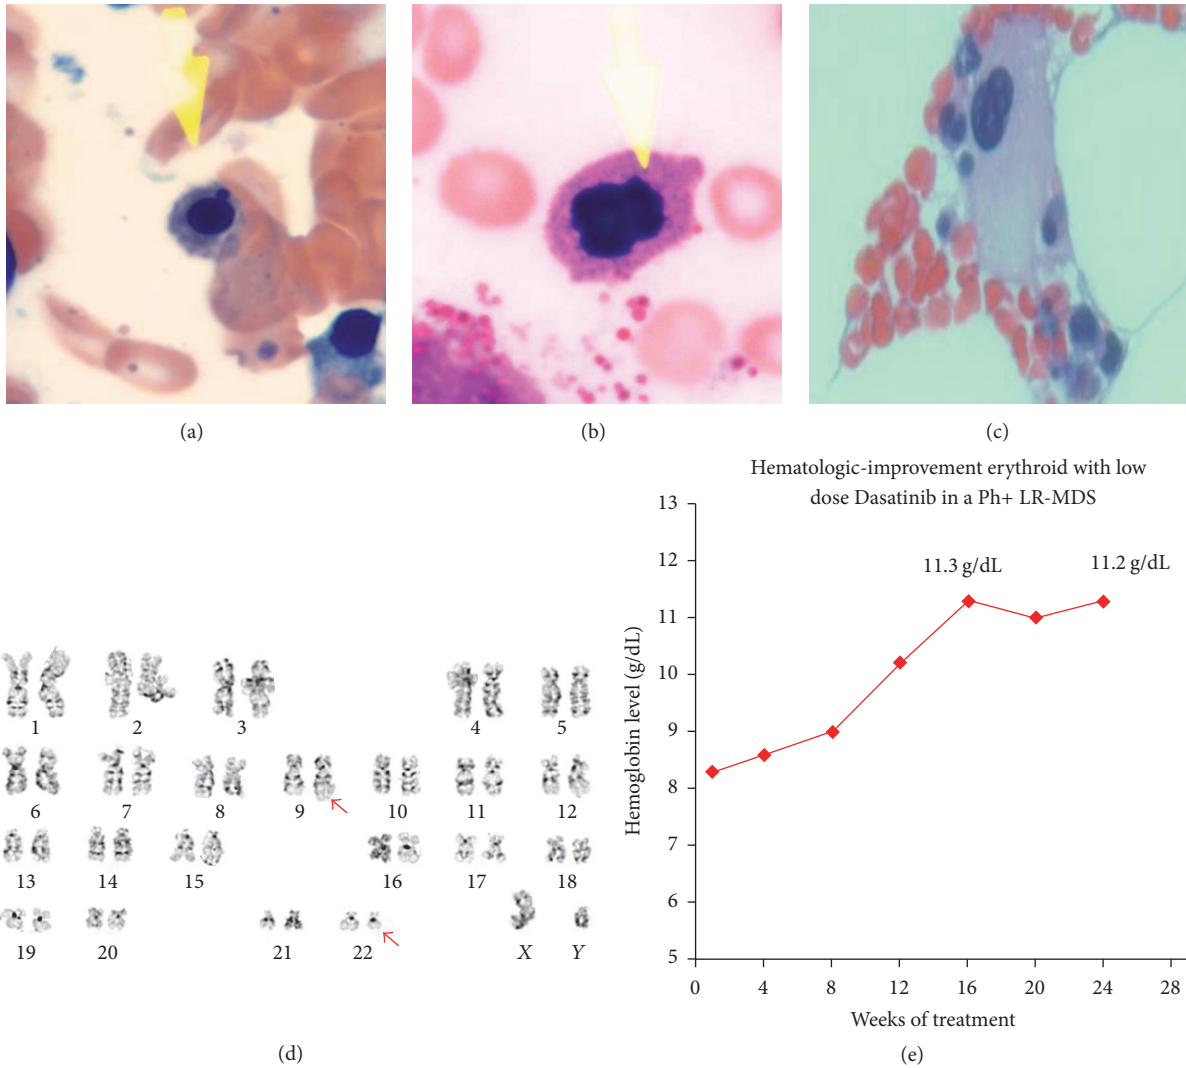 (a)
(b)
(c)
1 2 3 4 5
6 7 8 9 10 11 12
13 14 15 16 17 18
19 20 21 22 X Y
(d)
Hematologic-improvement erythroid with low
dose Dasatinib in a Ph+ LR-MDS
13
12
11
10
9
8
7
6
5
11.3 g/dL
11.2 g/dL
Hemoglobin level (g/dL)
0 4 8 12 16 20 24 28
Weeks of treatment
(e)